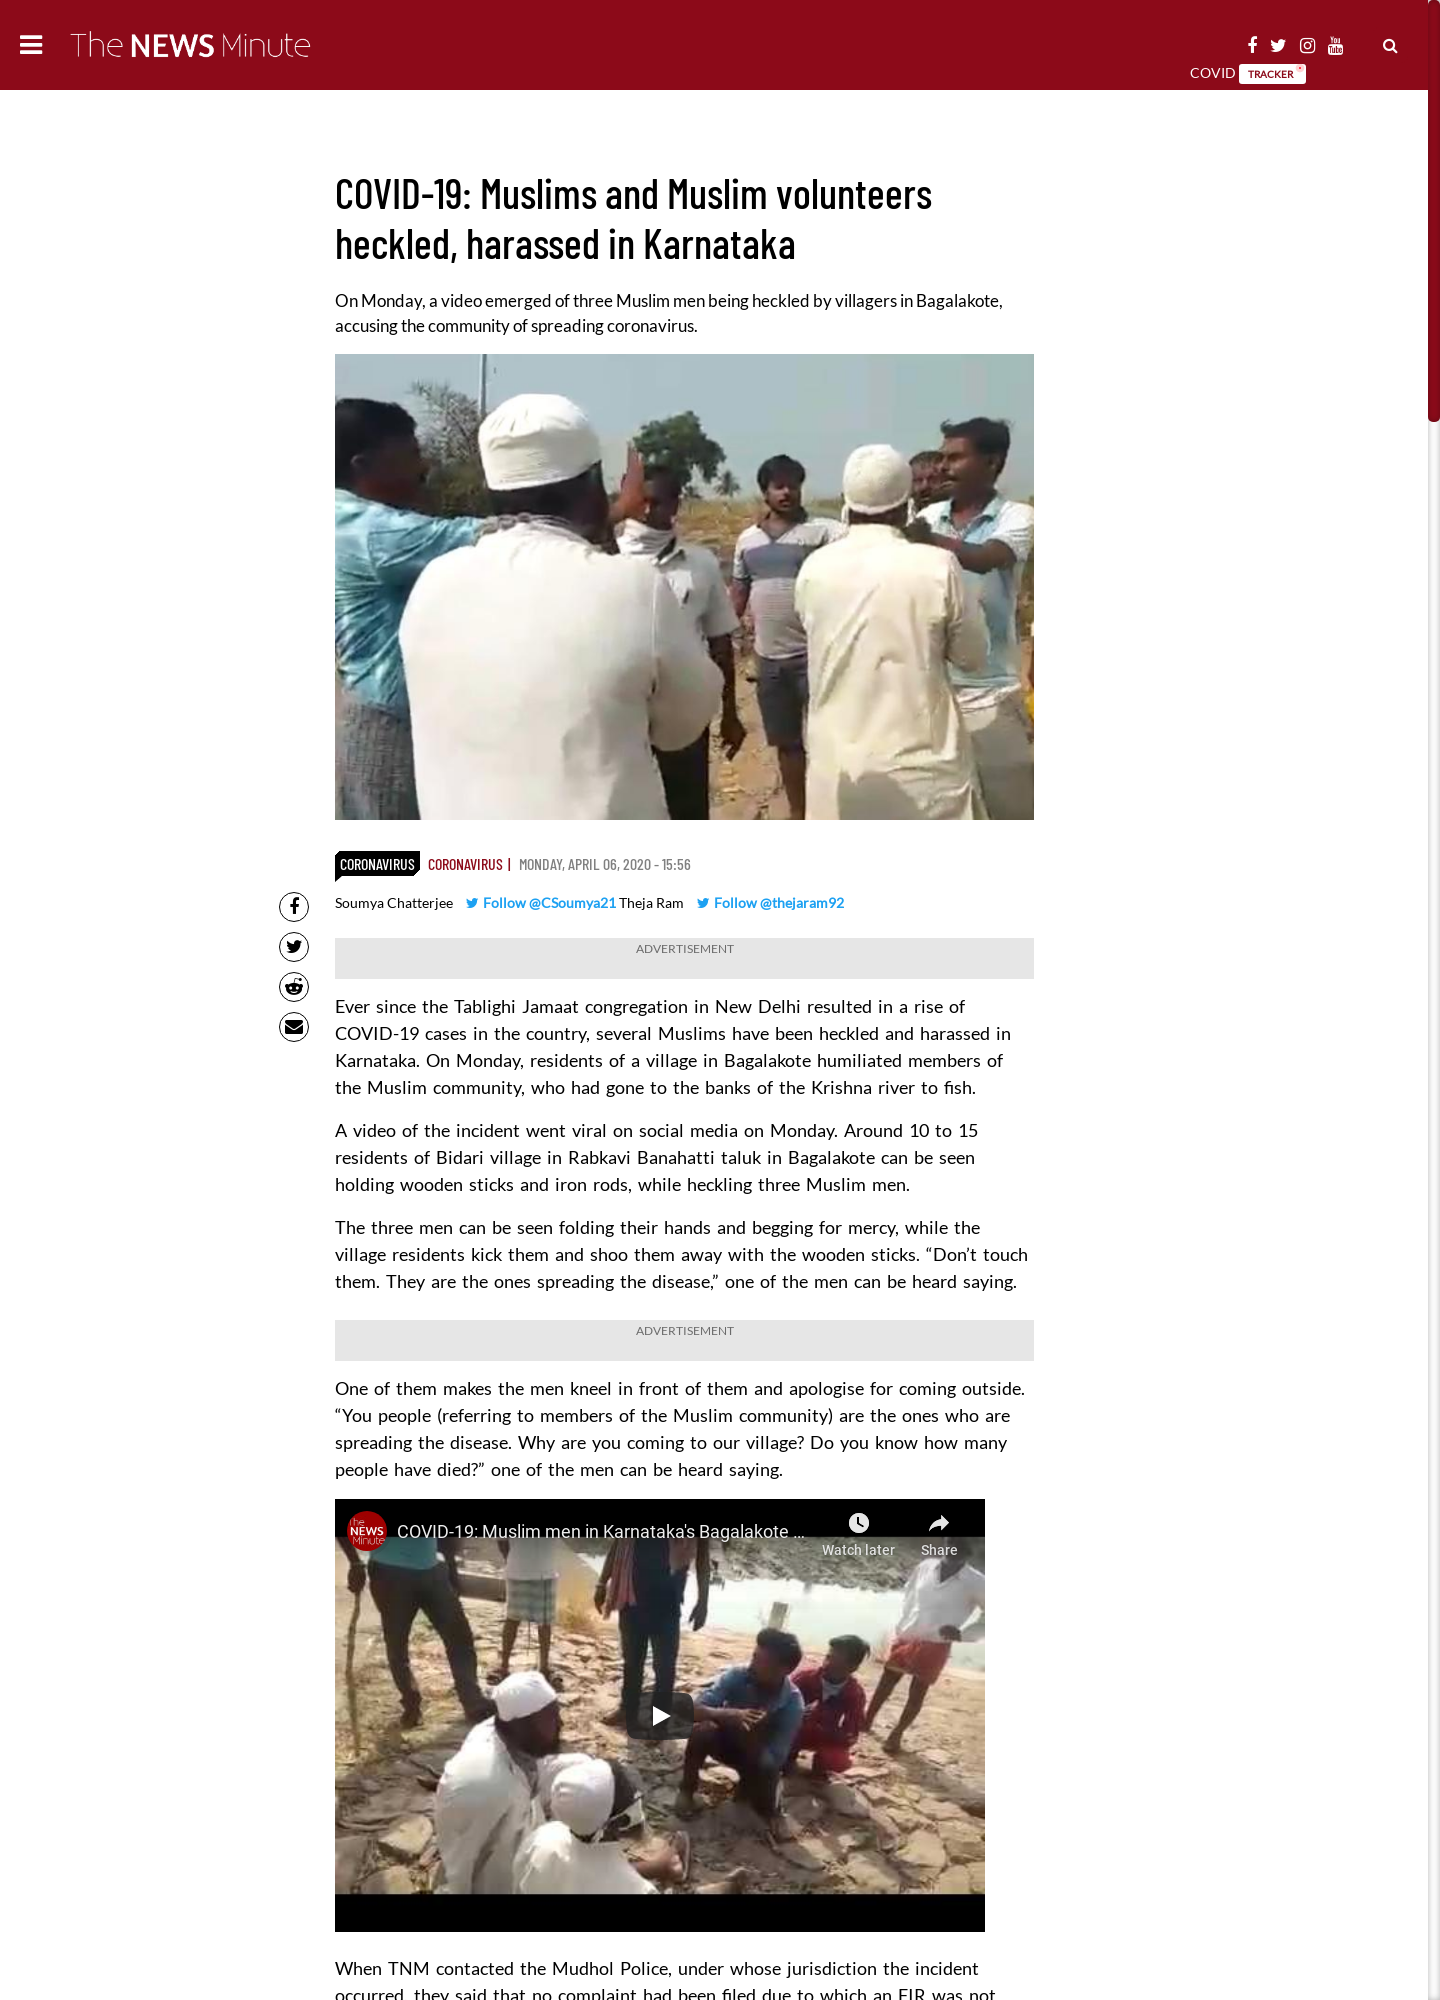 The NEWS Minute
COVID TRACKER
COVID-19: Muslims and Muslim volunteers
heckled, harassed in Karnataka
On Monday, a video emerged of three Muslim men being heckled by villagers in Bagalakote,
accusing the community of spreading coronavirus.
CORONAVIRUS CORONAVIRUS | MONDAY, APRIL 06, 2020 - 15:56
Soumya Chatterjee Follow @CSoumya21 Theja Ram Follow @thejaram92
ADVERTISEMENT
Ever since the Tablighi Jamaat congregation in New Delhi resulted in a rise of
COVID-19 cases in the country, several Muslims have been heckled and harassed in
Karnataka. On Monday, residents of a village in Bagalakote humiliated members of
the Muslim community, who had gone to the banks of the Krishna river to fish.
A video of the incident went viral on social media on Monday. Around 10 to 15
residents of Bidari village in Rabkavi Banahatti taluk in Bagalakote can be seen
holding wooden sticks and iron rods, while heckling three Muslim men.
The three men can be seen folding their hands and begging for mercy, while the
village residents kick them and shoo them away with the wooden sticks. “Don’t touch
them. They are the ones spreading the disease,” one of the men can be heard saying.
ADVERTISEMENT
One of them makes the men kneel in front of them and apologise for coming outside.
“You people (referring to members of the Muslim community) are the ones who are
spreading the disease. Why are you coming to our village? Do you know how many
people have died?” one of the men can be heard saying.
The NEWS Minute
COVID-19: Muslim men in Karnataka's Bagalakote ...
Watch later
Share
When TNM contacted the Mudhol Police, under whose jurisdiction the incident
occurred, they said that no complaint had been filed due to which an FIR was not